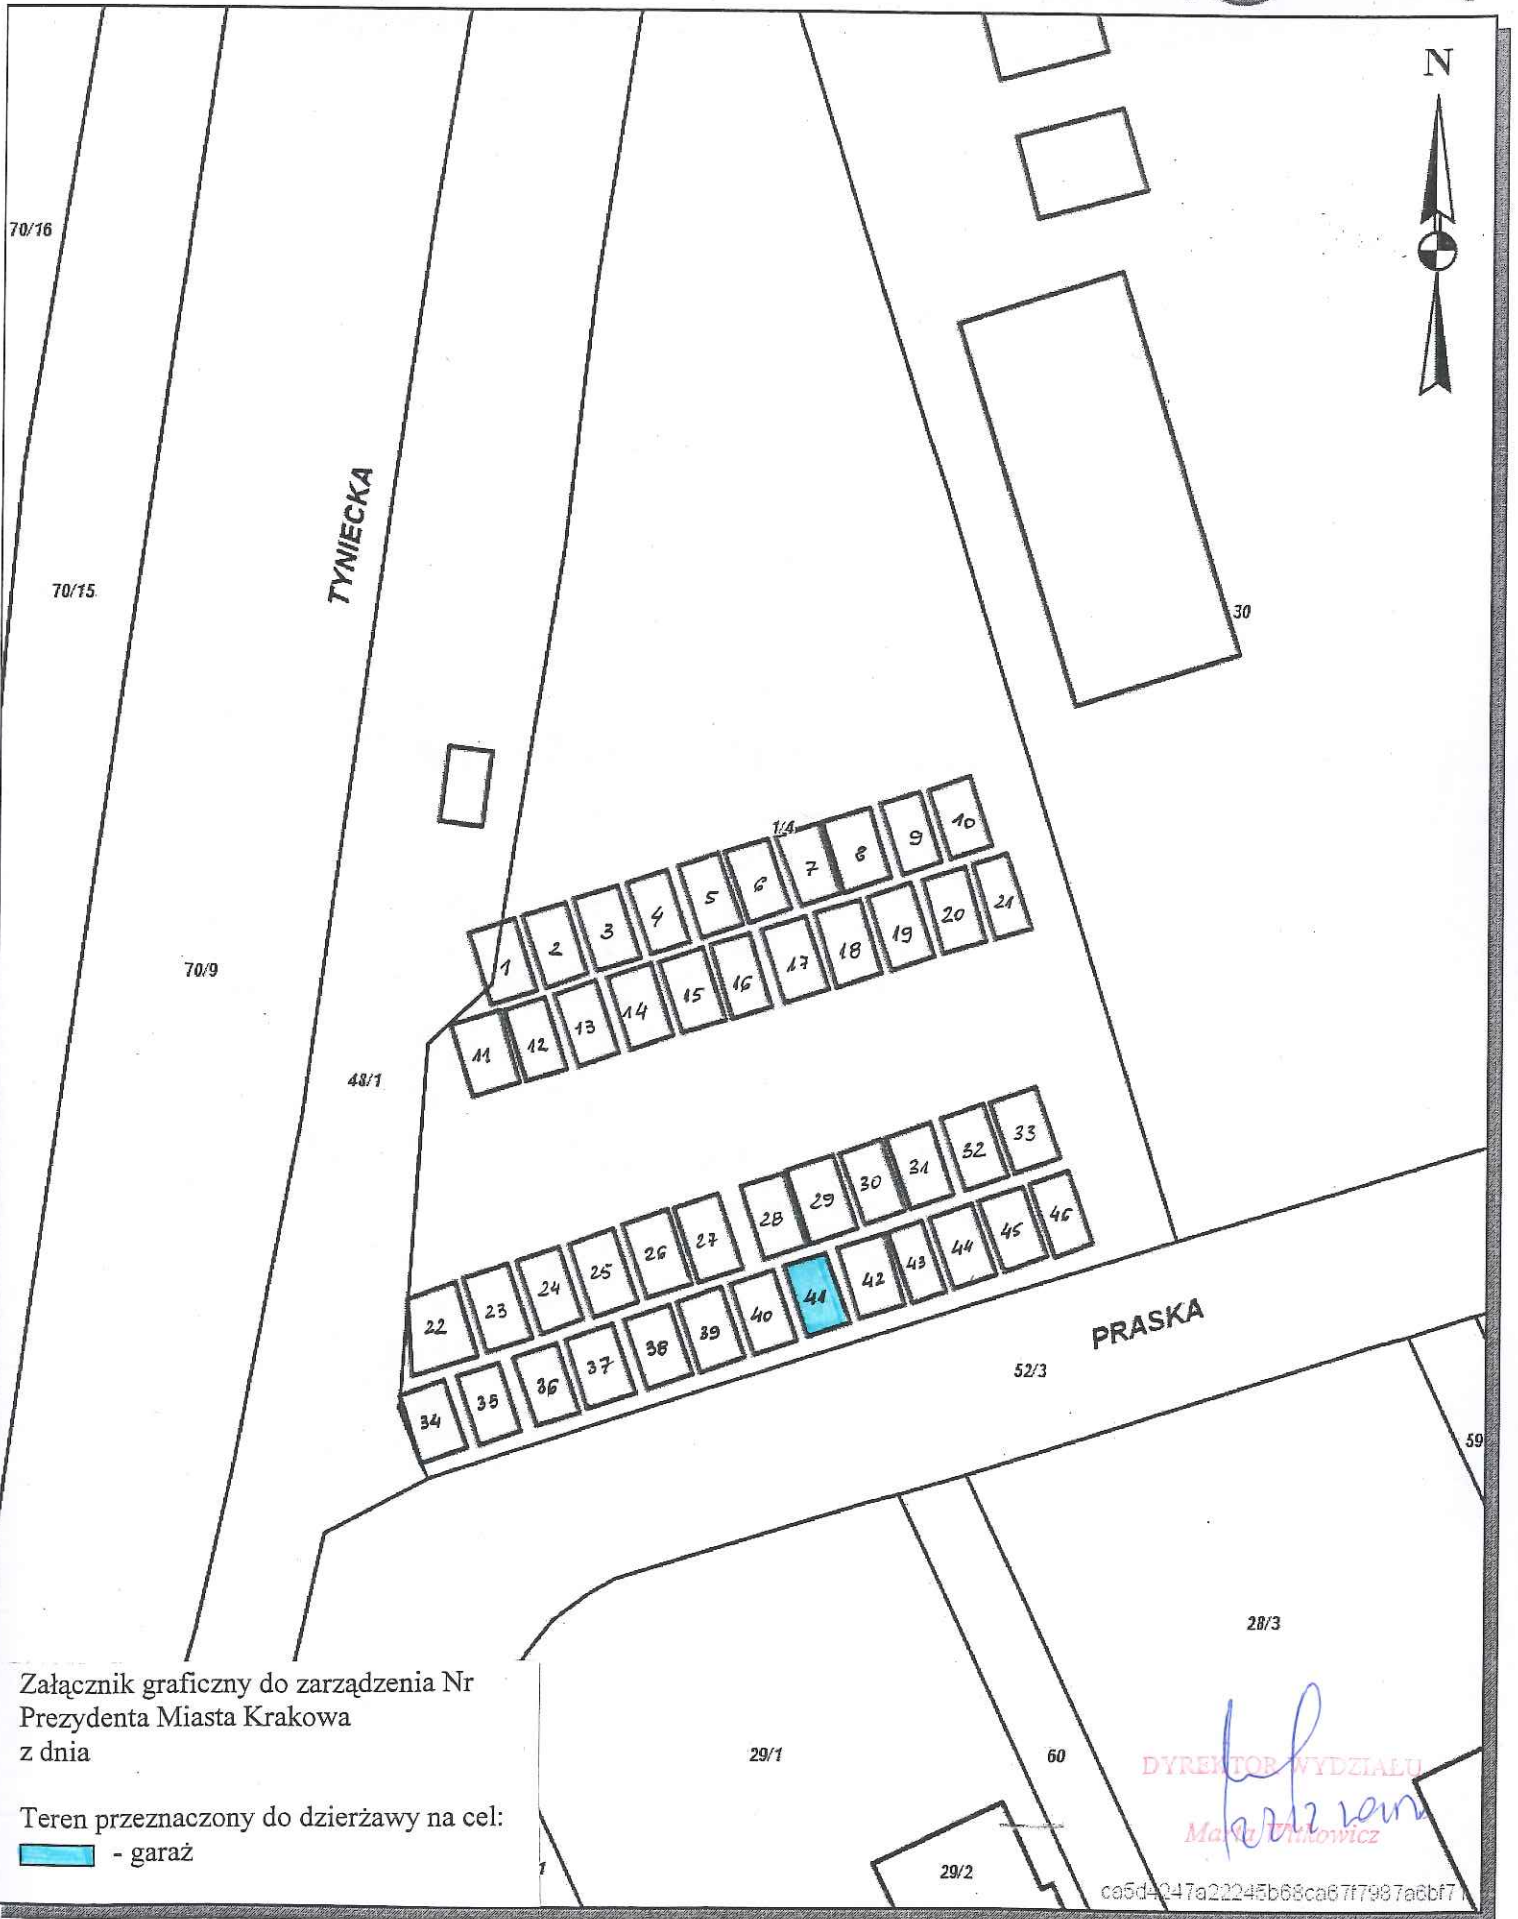 N
70/16
TYNIECKA
70/15
30
1/4
1 2 3 4 5 6 7 8 9 10
11 12 13 14 15 16 17 18 19 20 21
70/9
48/1
22 23 24 25 26 27 28 29 30 31 32 33
34 35 36 37 38 39 40 41 42 43 44 45 46
PRASKA
52/3
59
28/3
Załącznik graficzny do zarządzenia Nr
Prezydenta Miasta Krakowa
z dnia
Teren przeznaczony do dzierżawy na cel:
- garaż
1
29/1
60
29/2
DYREKTOR WYDZIAŁU
Marta Witkowicz